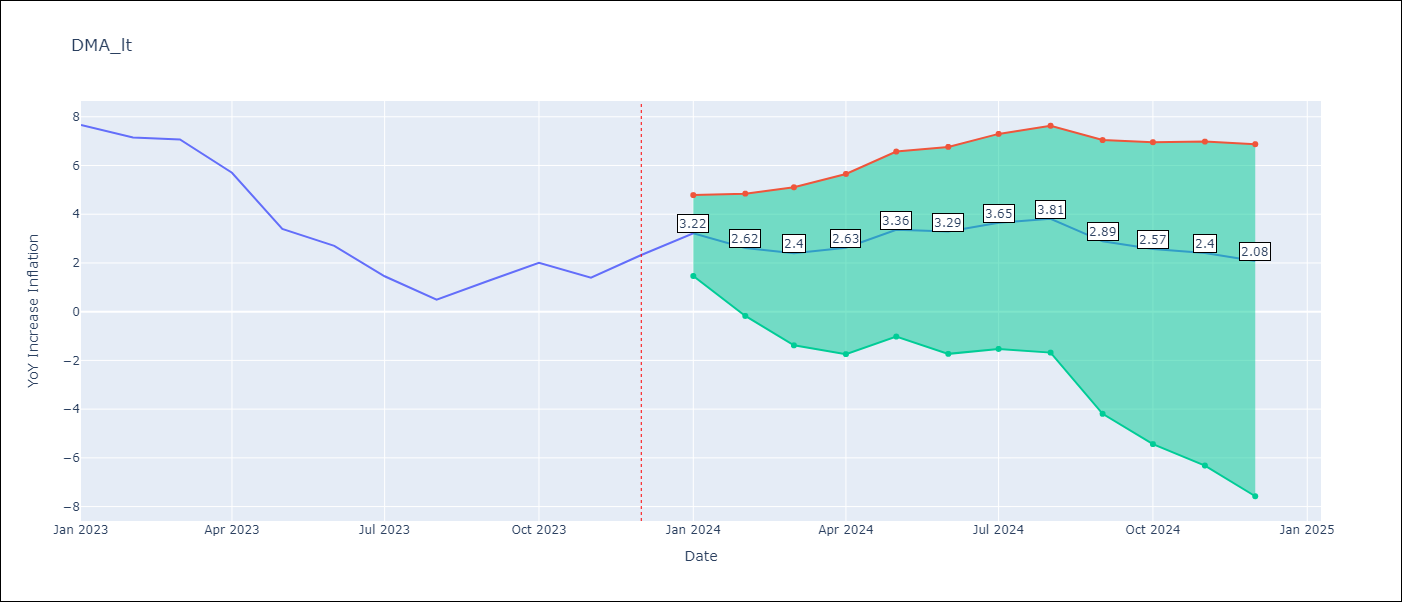 DMA_lt
YoY Increase Inflation
8
6
4
2
0
−2
−4
−6
−8
3.22
2.62
2.4
2.63
3.36
3.29
3.65
3.81
2.89
2.57
2.4
2.08
Jan 2023
Apr 2023
Jul 2023
Oct 2023
Jan 2024
Apr 2024
Jul 2024
Oct 2024
Jan 2025
Date